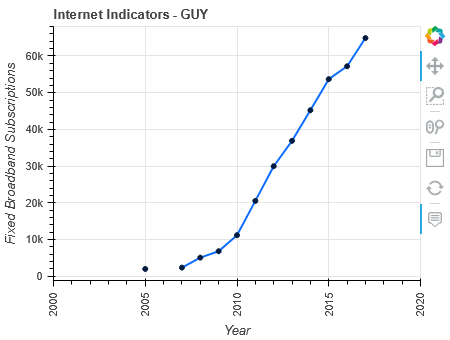 Internet Indicators - GUY
Fixed Broadband Subscriptions
60k
50k
40k
30k
20k
10k
0
2000
2005
2010
2015
2020
Year